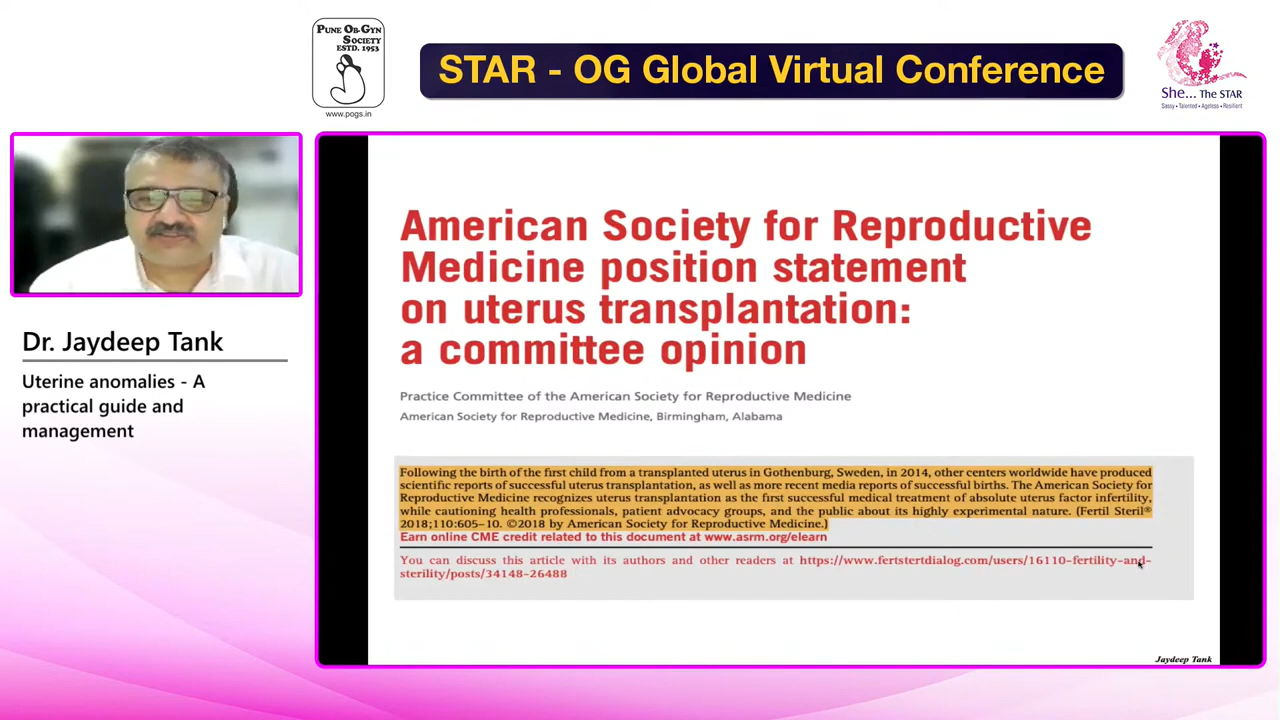 PUNE OB-GYN
SOCIETY
ESTD. 1953
www.pogs.in
STAR - OG Global Virtual Conference
She... The STAR
Sassy • Talented • Ageless • Resilient
Dr. Jaydeep Tank
Uterine anomalies - A
practical guide and
management
American Society for Reproductive
Medicine position statement
on uterus transplantation:
a committee opinion
Practice Committee of the American Society for Reproductive Medicine
American Society for Reproductive Medicine, Birmingham, Alabama
Following the birth of the first child from a transplanted uterus in Gothenburg, Sweden, in 2014, other centers worldwide have produced
scientific reports of successful uterus transplantation, as well as more recent media reports of successful births. The American Society for
Reproductive Medicine recognizes uterus transplantation as the first successful medical treatment of absolute uterus factor infertility,
while cautioning health professionals, patient advocacy groups, and the public about its highly experimental nature. (Fertil Steril®
2018;110:605–10. ©2018 by American Society for Reproductive Medicine.)
Earn online CME credit related to this document at www.asrm.org/elearn
You can discuss this article with its authors and other readers at https://www.fertstertdialog.com/users/16110-fertility-and-
sterility/posts/34148-26488
Jaydeep Tank